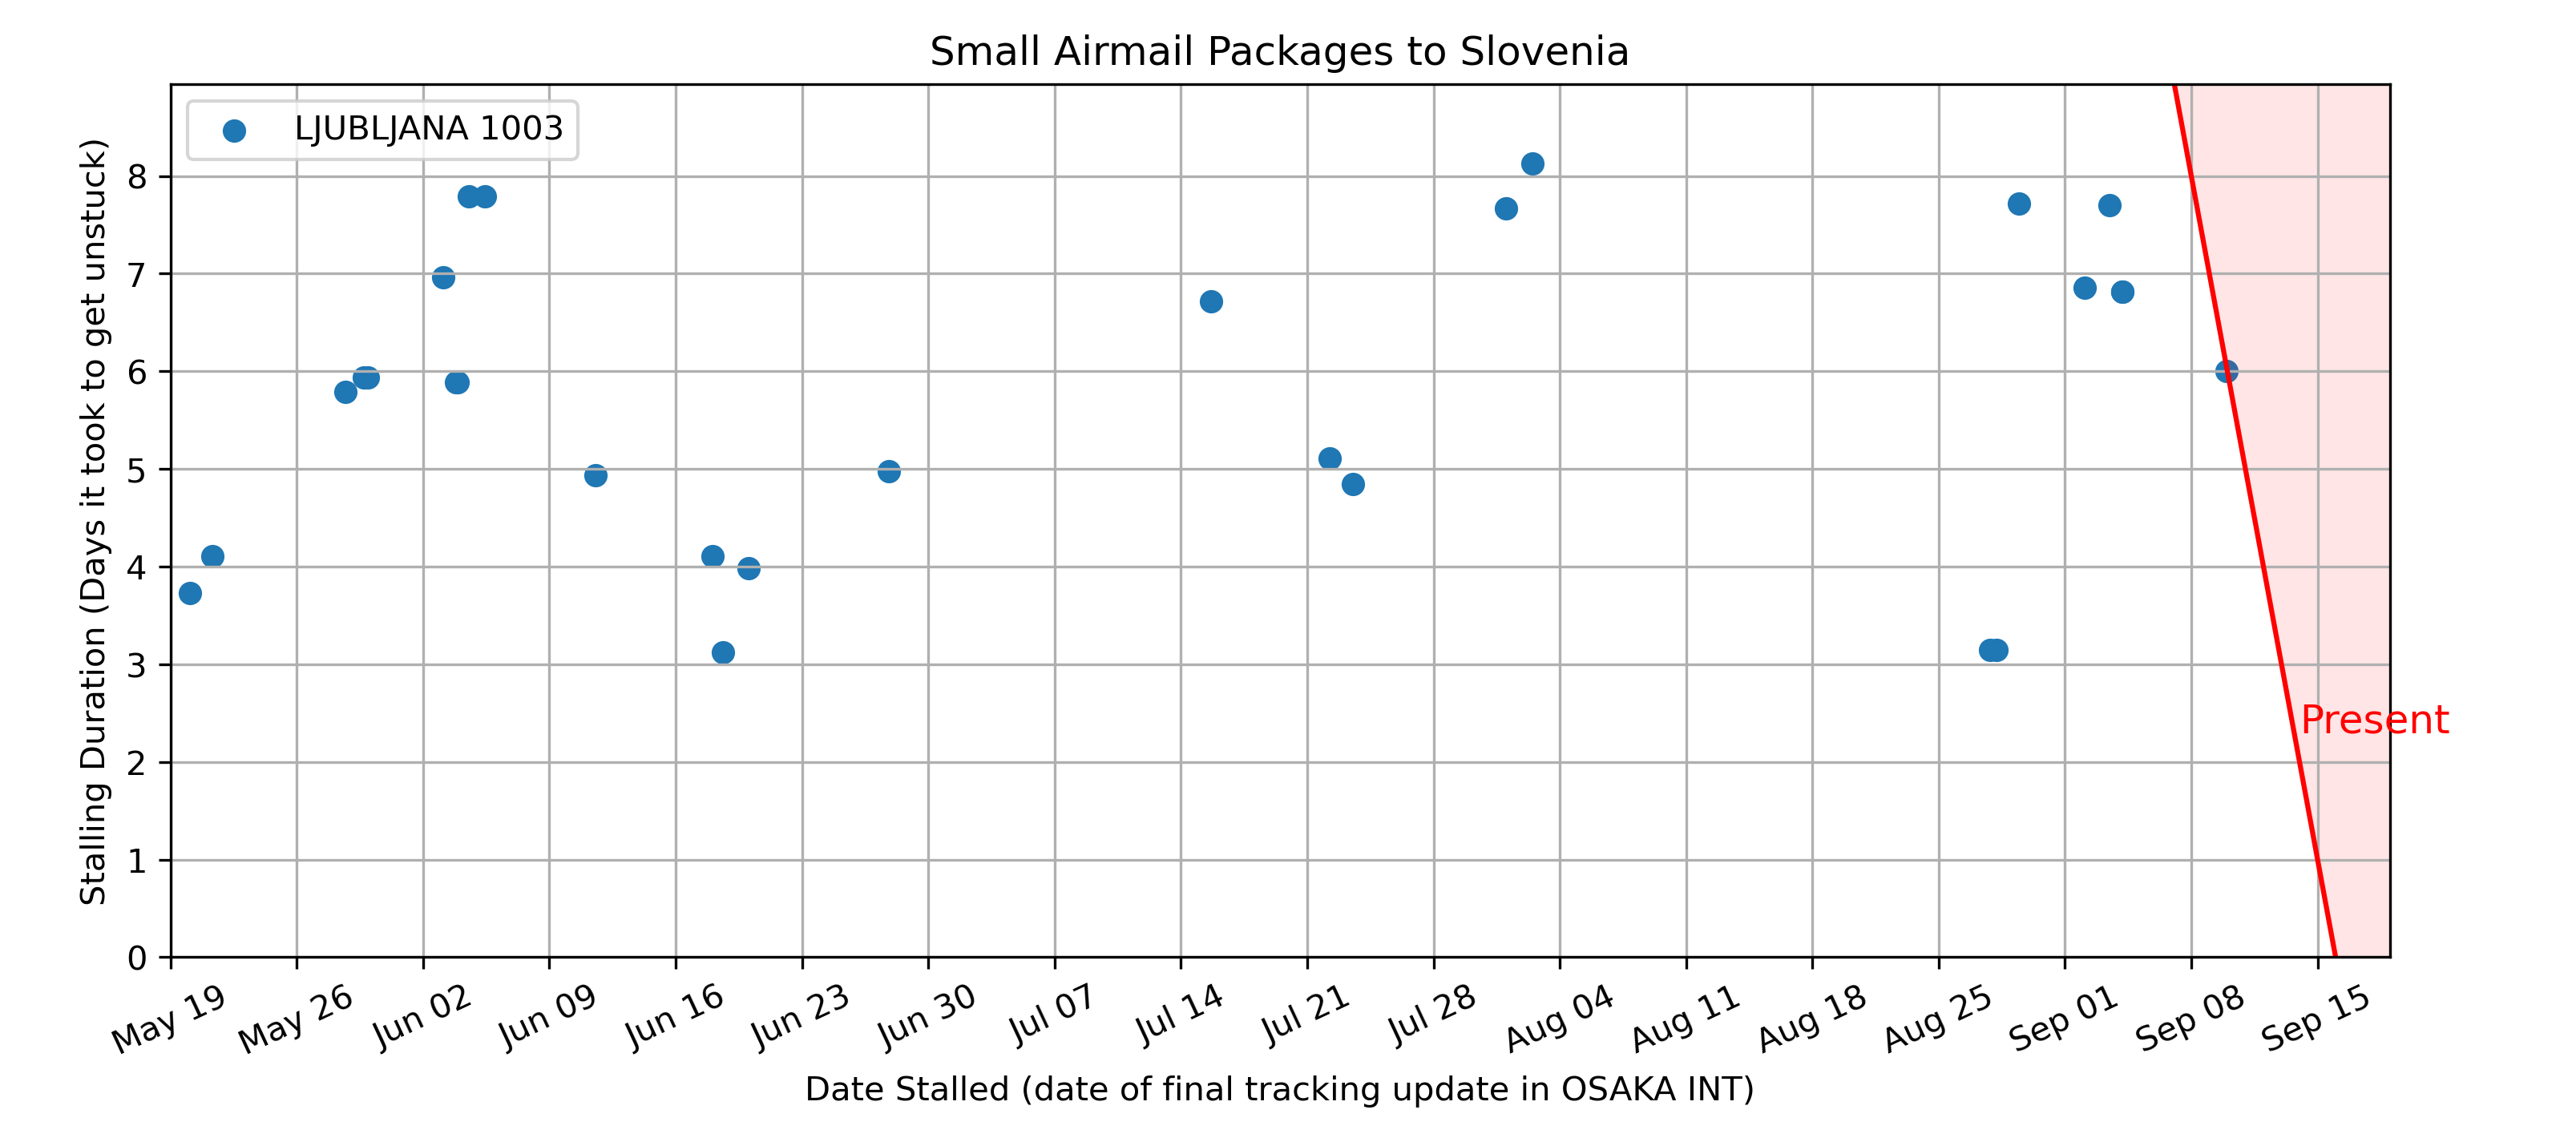 Small Airmail Packages to Slovenia
LJUBLJANA 1003
Stalling Duration (Days it took to get unstuck)
8
7
6
5
4
3
2
1
0
Present
May 19
May 26
Jun 02
Jun 09
Jun 16
Jun 23
Jun 30
Jul 07
Jul 14
Jul 21
Jul 28
Aug 04
Aug 11
Aug 18
Aug 25
Sep 01
Sep 08
Sep 15
Date Stalled (date of final tracking update in OSAKA INT)